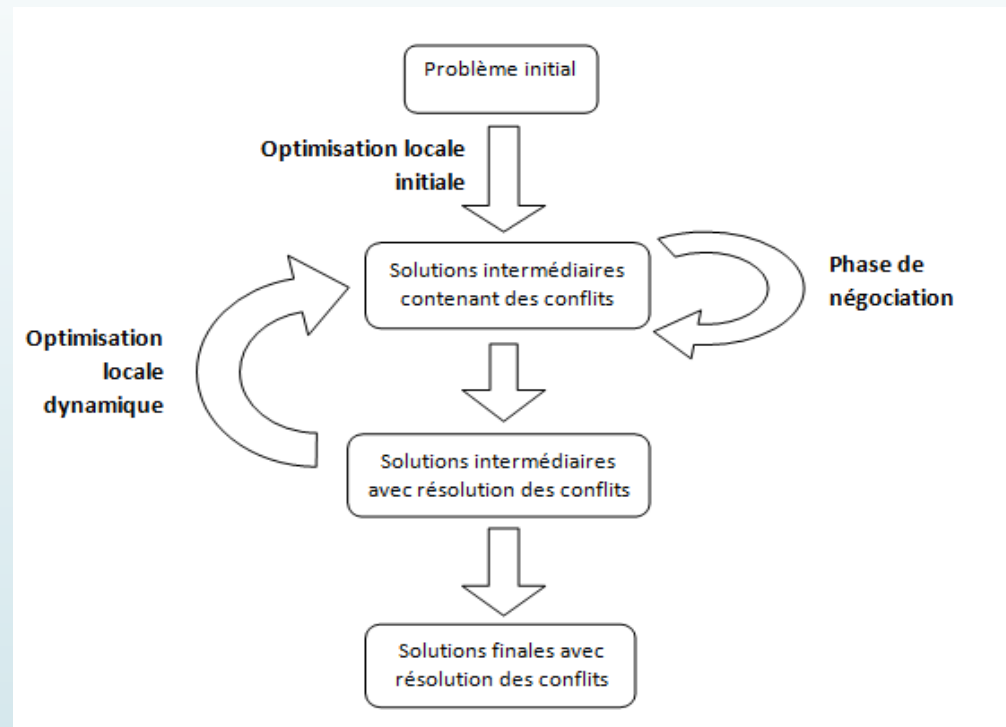 Problème initial
Optimisation locale
initiale
Solutions intermédiaires
contenant des conflits
Phase de
négociation
Optimisation
locale
dynamique
Solutions intermédiaires
avec résolution des conflits
Solutions finales avec
résolution des conflits